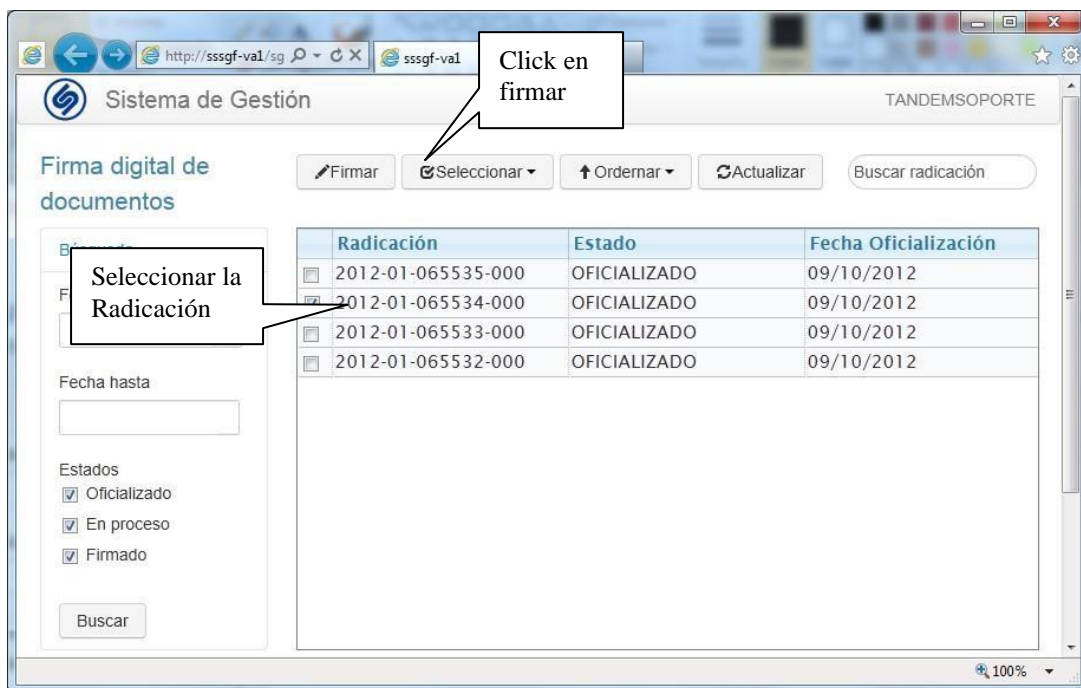 http://sssgf-va1/sg
sssgf-va1
Click en
firmar
Sistema de Gestión
TANDEMSOPORTE
Firma digital de
documentos
Firmar
Seleccionar
Ordernar
Actualizar
Buscar radicación
Seleccionar la
Radicación
Radicación Estado Fecha Oficialización
2012-01-065535-000 OFICIALIZADO 09/10/2012
2012-01-065534-000 OFICIALIZADO 09/10/2012
2012-01-065533-000 OFICIALIZADO 09/10/2012
2012-01-065532-000 OFICIALIZADO 09/10/2012
Fecha hasta
Estados
Oficializado
En proceso
Firmado
Buscar
100%